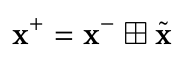 x⁺ = x⁻ ⊞ x̃